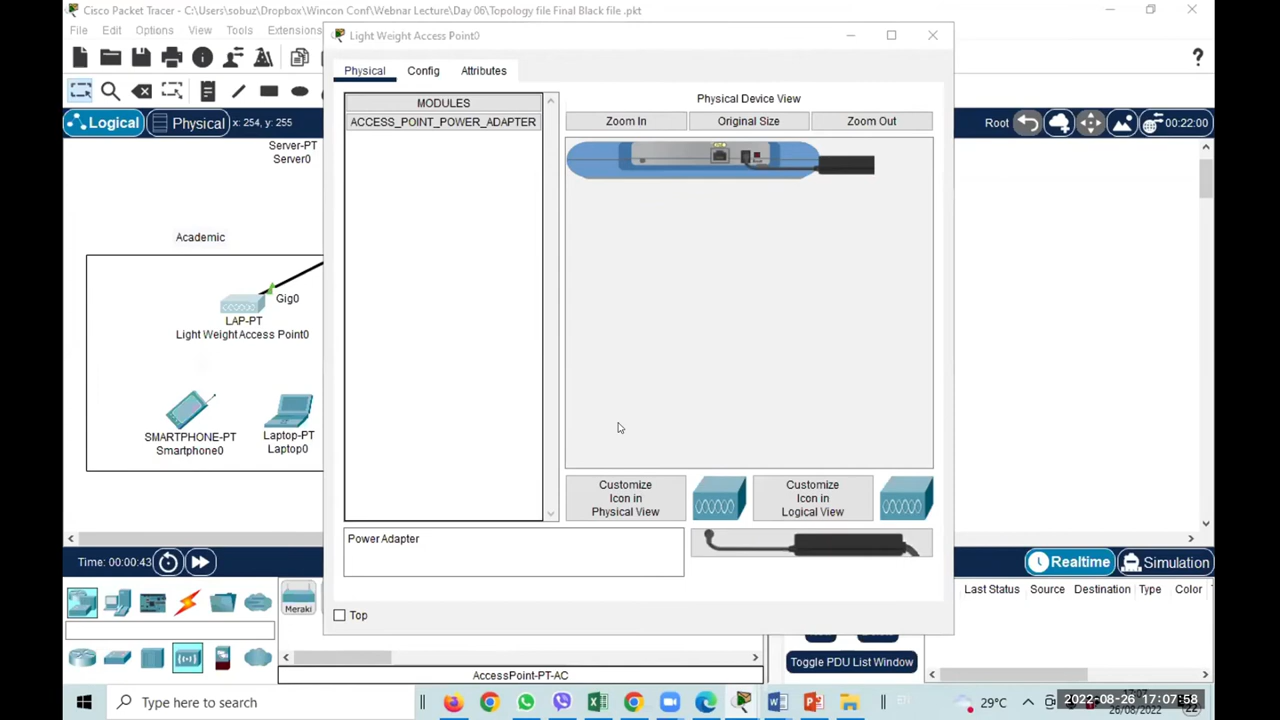 Cisco Packet Tracer - C:\Users\sobuz\Dropbox\Wincon Conf\Webnar Lecture\Day 06\Topology file Final Black file .pkt
File Edit Options View Tools Extensions
Light Weight Access Point0
Physical Config Attributes
MODULES
ACCESS_POINT_POWER_ADAPTER
Physical Device View
Zoom In Original Size Zoom Out
Logical Physical x: 254, y: 255
Root 00:22:00
Server-PT
Server0
Academic
Gig0
LAP-PT
Light Weight Access Point0
SMARTPHONE-PT
Smartphone0
Laptop-PT
Laptop0
Customize
Icon in
Physical View
Customize
Icon in
Logical View
Power Adapter
Top
Time: 00:00:43
Realtime Simulation
Meraki
Last Status Source Destination Type Color
Toggle PDU List Window
AccessPoint-PT-AC
Type here to search
29°C
2022-08-26 17:07:58
26/08/2022
22